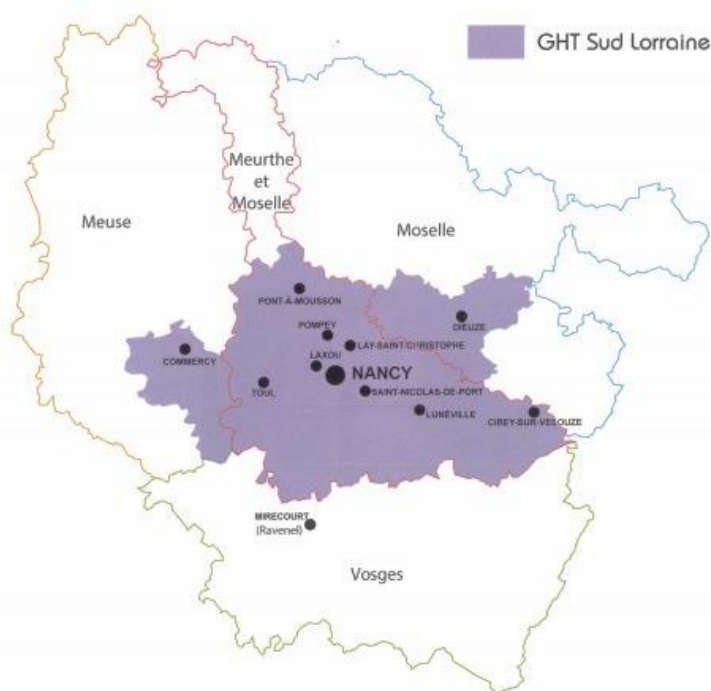 GHT Sud Lorraine
Meurthe
et
Moselle
Meuse
Moselle
PONT-À-MOUSSON
DIEUZE
POMPEY
LAY-SAINT-CHRISTOPHE
COMMERCY
LAXOU
NANCY
TOUL
SAINT-NICOLAS-DE-PORT
LUNÉVILLE
CIREY-SUR-VEZOUZE
MIRECOURT
(Ravenel)
Vosges